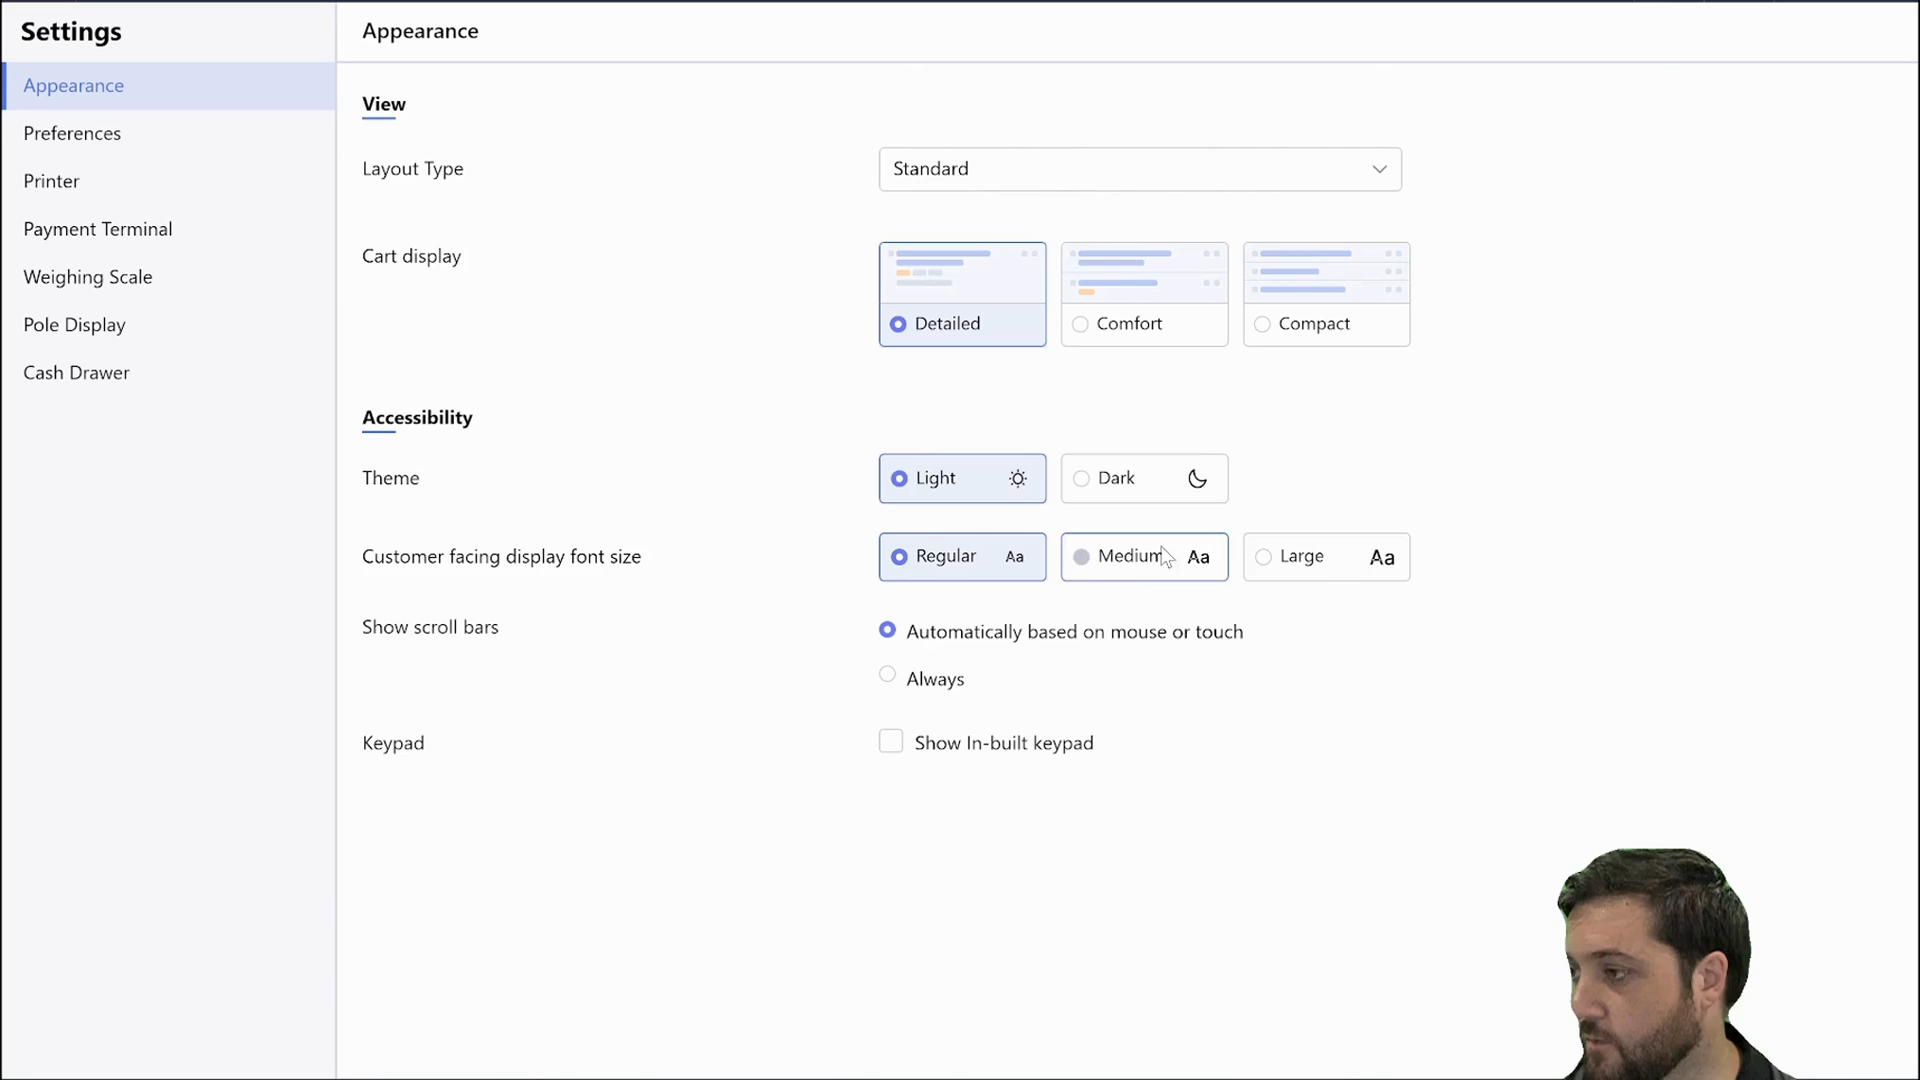 Settings
Appearance
Appearance
Preferences
Printer
Payment Terminal
Weighing Scale
Pole Display
Cash Drawer
View
Layout Type
Standard
Cart display
Detailed
Comfort
Compact
Accessibility
Theme
Light
Dark
Customer facing display font size
Regular Aa
Medium Aa
Large Aa
Show scroll bars
Automatically based on mouse or touch
Always
Keypad
Show In-built keypad